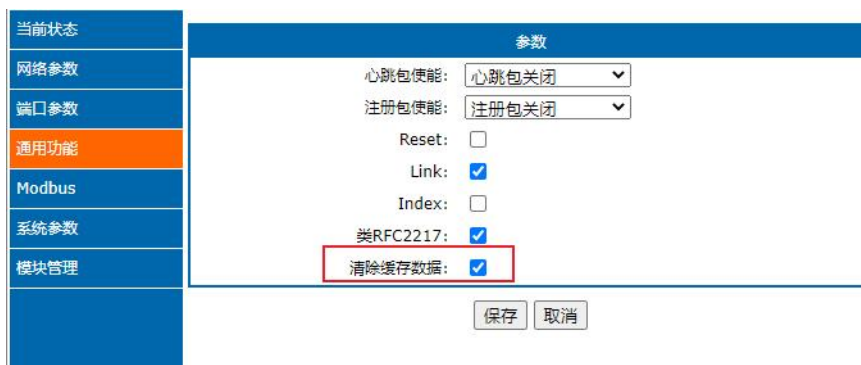 当前状态
网络参数
端口参数
通用功能
Modbus
系统参数
模块管理
参数
心跳包使能: 心跳包关闭
注册包使能: 注册包关闭
Reset:
Link:
Index:
类RFC2217:
清除缓存数据:
保存 取消